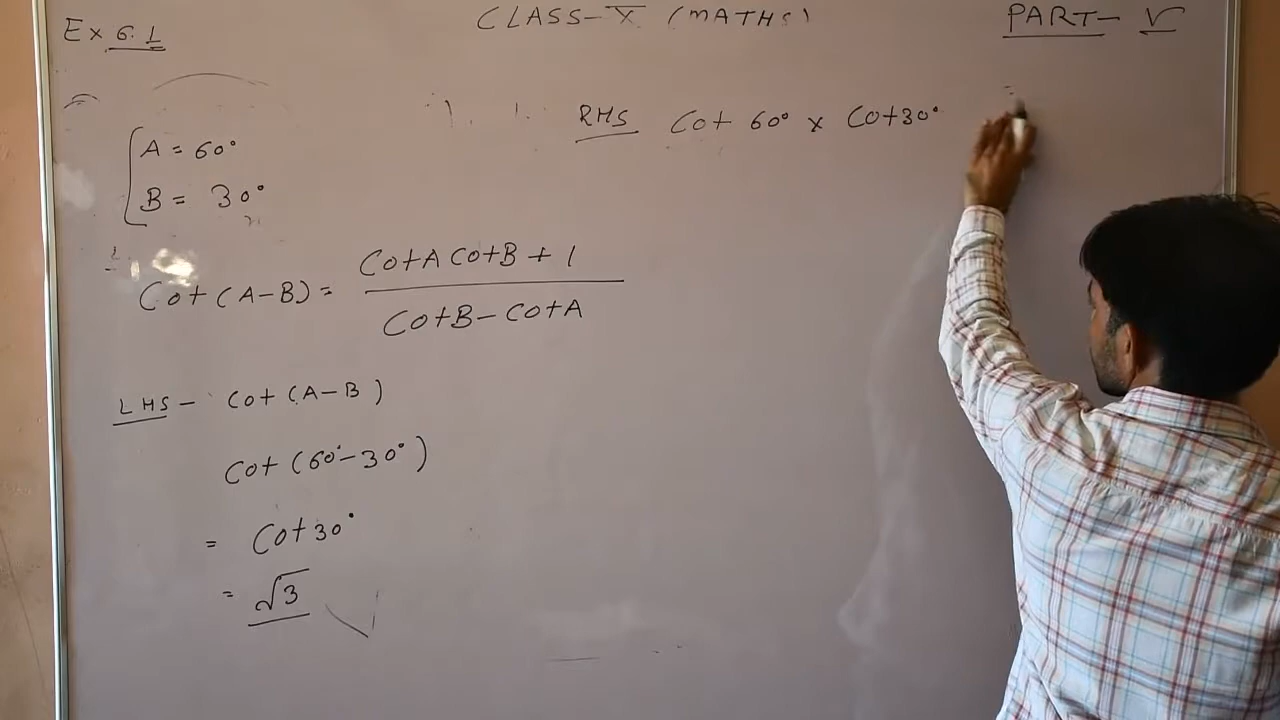 Ex 6.1
CLASS-X (MATHS)
PART-V
A = 60°
B = 30°
Cot (A-B) = CotA CotB + 1
CotB - CotA
LHS - Cot (A-B)
Cot (60°-30°)
= Cot 30°
= √3
RHS Cot 60° x Cot 30°